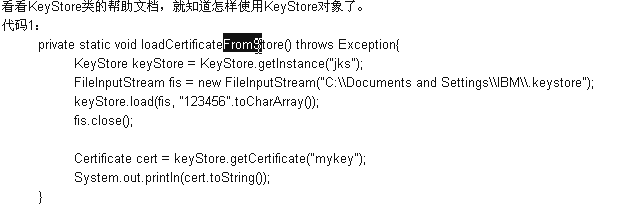 看看KeyStore类的帮助文档，就知道怎样使用KeyStore对象了。
代码1：
private static void loadCertificateFromStore() throws Exception{
KeyStore keyStore = KeyStore.getInstance("jks");
FileInputStream fis = new FileInputStream("C:\\Documents and Settings\\IBM\\.keystore");
keyStore.load(fis, "123456".toCharArray());
fis.close();
Certificate cert = keyStore.getCertificate("mykey");
System.out.println(cert.toString());
}